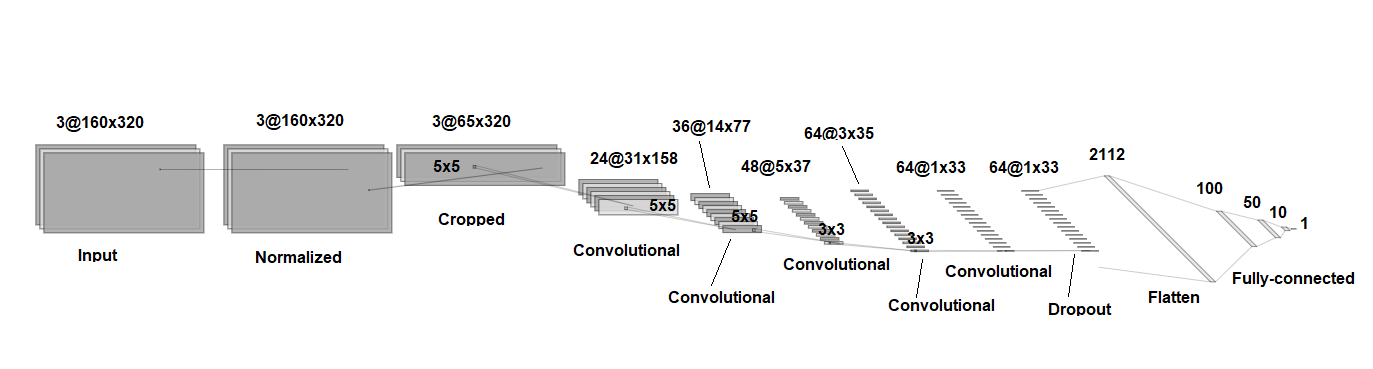 3@160x320
3@160x320
3@65x320
24@31x158
36@14x77
48@5x37
64@3x35
64@1x33
64@1x33
2112
100
50
10
1
5x5
5x5
5x5
3x3
3x3
Input
Normalized
Cropped
Convolutional
Convolutional
Convolutional
Convolutional
Convolutional
Dropout
Flatten
Fully-connected